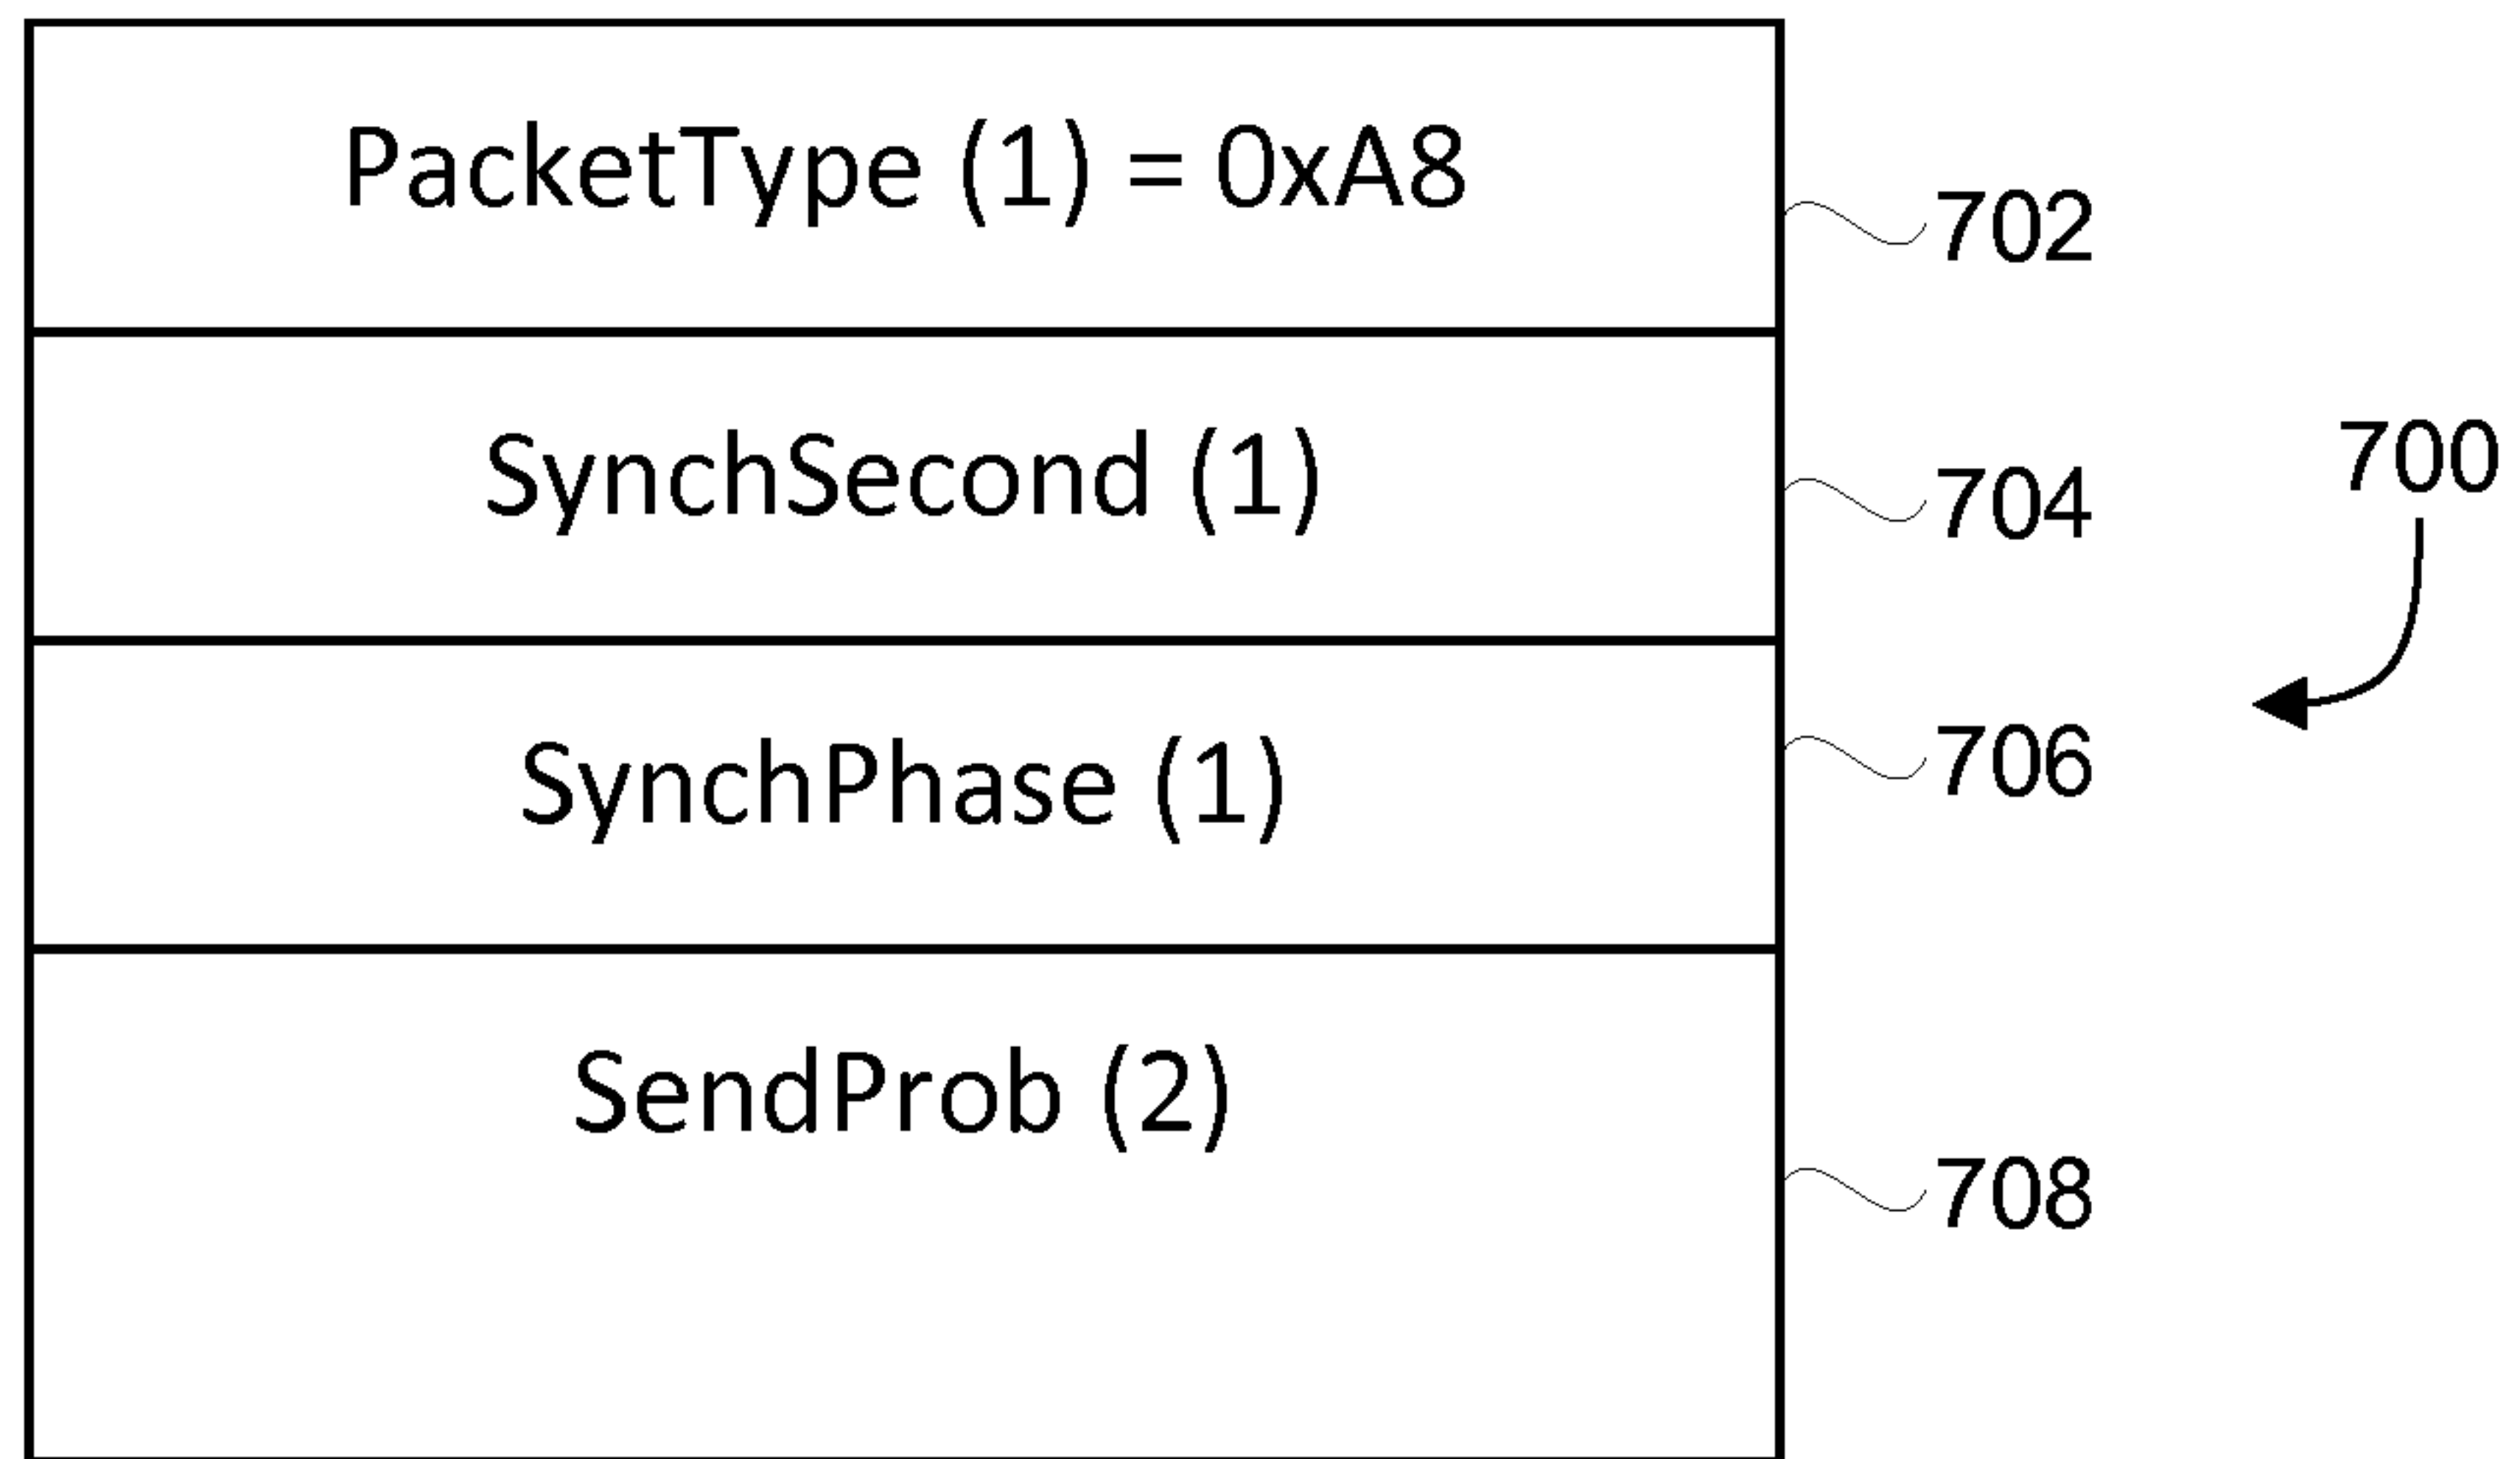 PacketType (1) = 0xA8
702
SynchSecond (1)
704
700
SynchPhase (1)
706
SendProb (2)
708